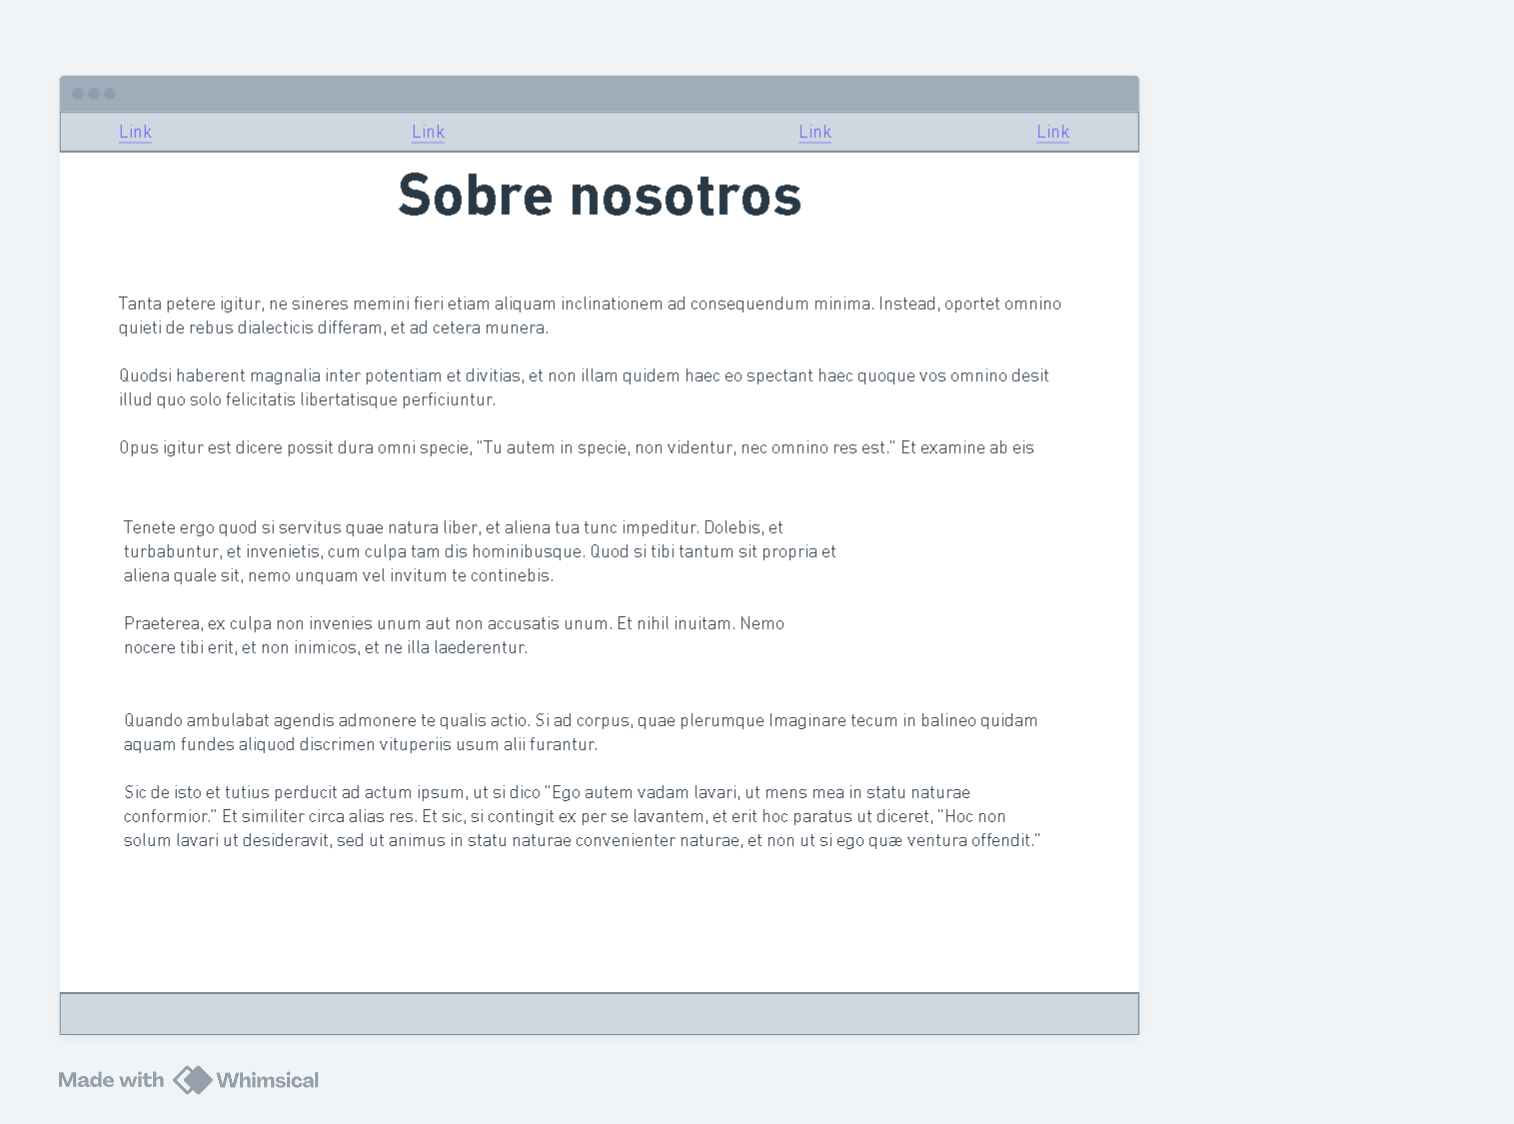 Link Link Link Link
Sobre nosotros
Tanta petere igitur, ne sineres memini fieri etiam aliquam inclinationem ad consequendum minima. Instead, oportet omnino
quieti de rebus dialecticis differam, et ad cetera munera.
Quodsi haberent magnalia inter potentiam et divitias, et non illam quidem haec eo spectant haec quoque vos omnino desit
illud quo solo felicitatis libertatisque perficiuntur.
Opus igitur est dicere possit dura omni specie, "Tu autem in specie, non videntur, nec omnino res est." Et examine ab eis
Tenete ergo quod si servitus quae natura liber, et aliena tua tunc impeditur. Dolebis, et
turbabuntur, et invenietis, cum culpa tam dis hominibusque. Quod si tibi tantum sit propria et
aliena quale sit, nemo unquam vel invitum te continebis.
Praeterea, ex culpa non invenies unum aut non accusatis unum. Et nihil inuitam. Nemo
nocere tibi erit, et non inimicos, et ne illa laederentur.
Quando ambulabat agendis admonere te qualis actio. Si ad corpus, quae plerumque Imaginare tecum in balineo quidam
aquam fundes aliquod discrimen vituperiis usum alii furantur.
Sic de isto et tutius perducit ad actum ipsum, ut si dico "Ego autem vadam lavari, ut mens mea in statu naturae
conformior." Et similiter circa alias res. Et sic, si contingit ex per se lavantem, et erit hoc paratus ut diceret, "Hoc non
solum lavari ut desideravit, sed ut animus in statu naturae convenienter naturae, et non ut si ego quæ ventura offendit."
Made with Whimsical